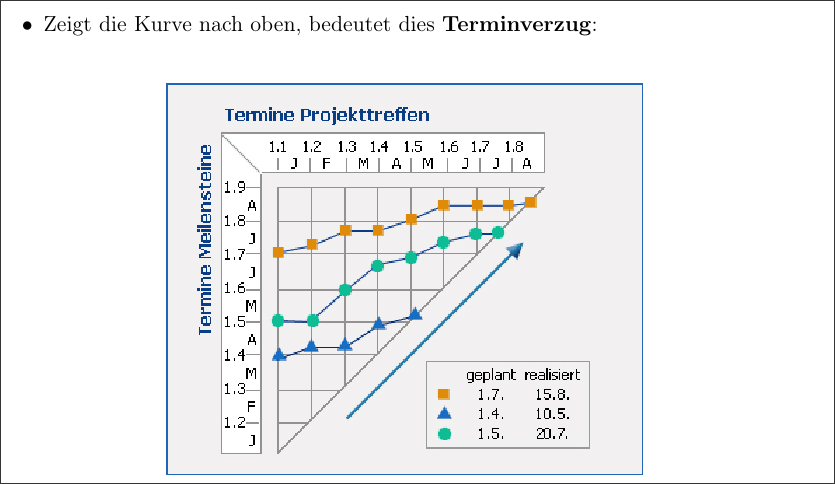 • Zeigt die Kurve nach oben, bedeutet dies Terminverzug:
Termine Projekttreffen
1.1 1.2 1.3 1.4 1.5 1.6 1.7 1.8
J F M A M J J A
Termine Meilensteine
1.9
A
1.8
J
1.7
J
1.6
M
1.5
A
1.4
M
1.3
F
1.2
J
geplant realisiert
1.7. 15.8.
1.4. 10.5.
1.5. 20.7.